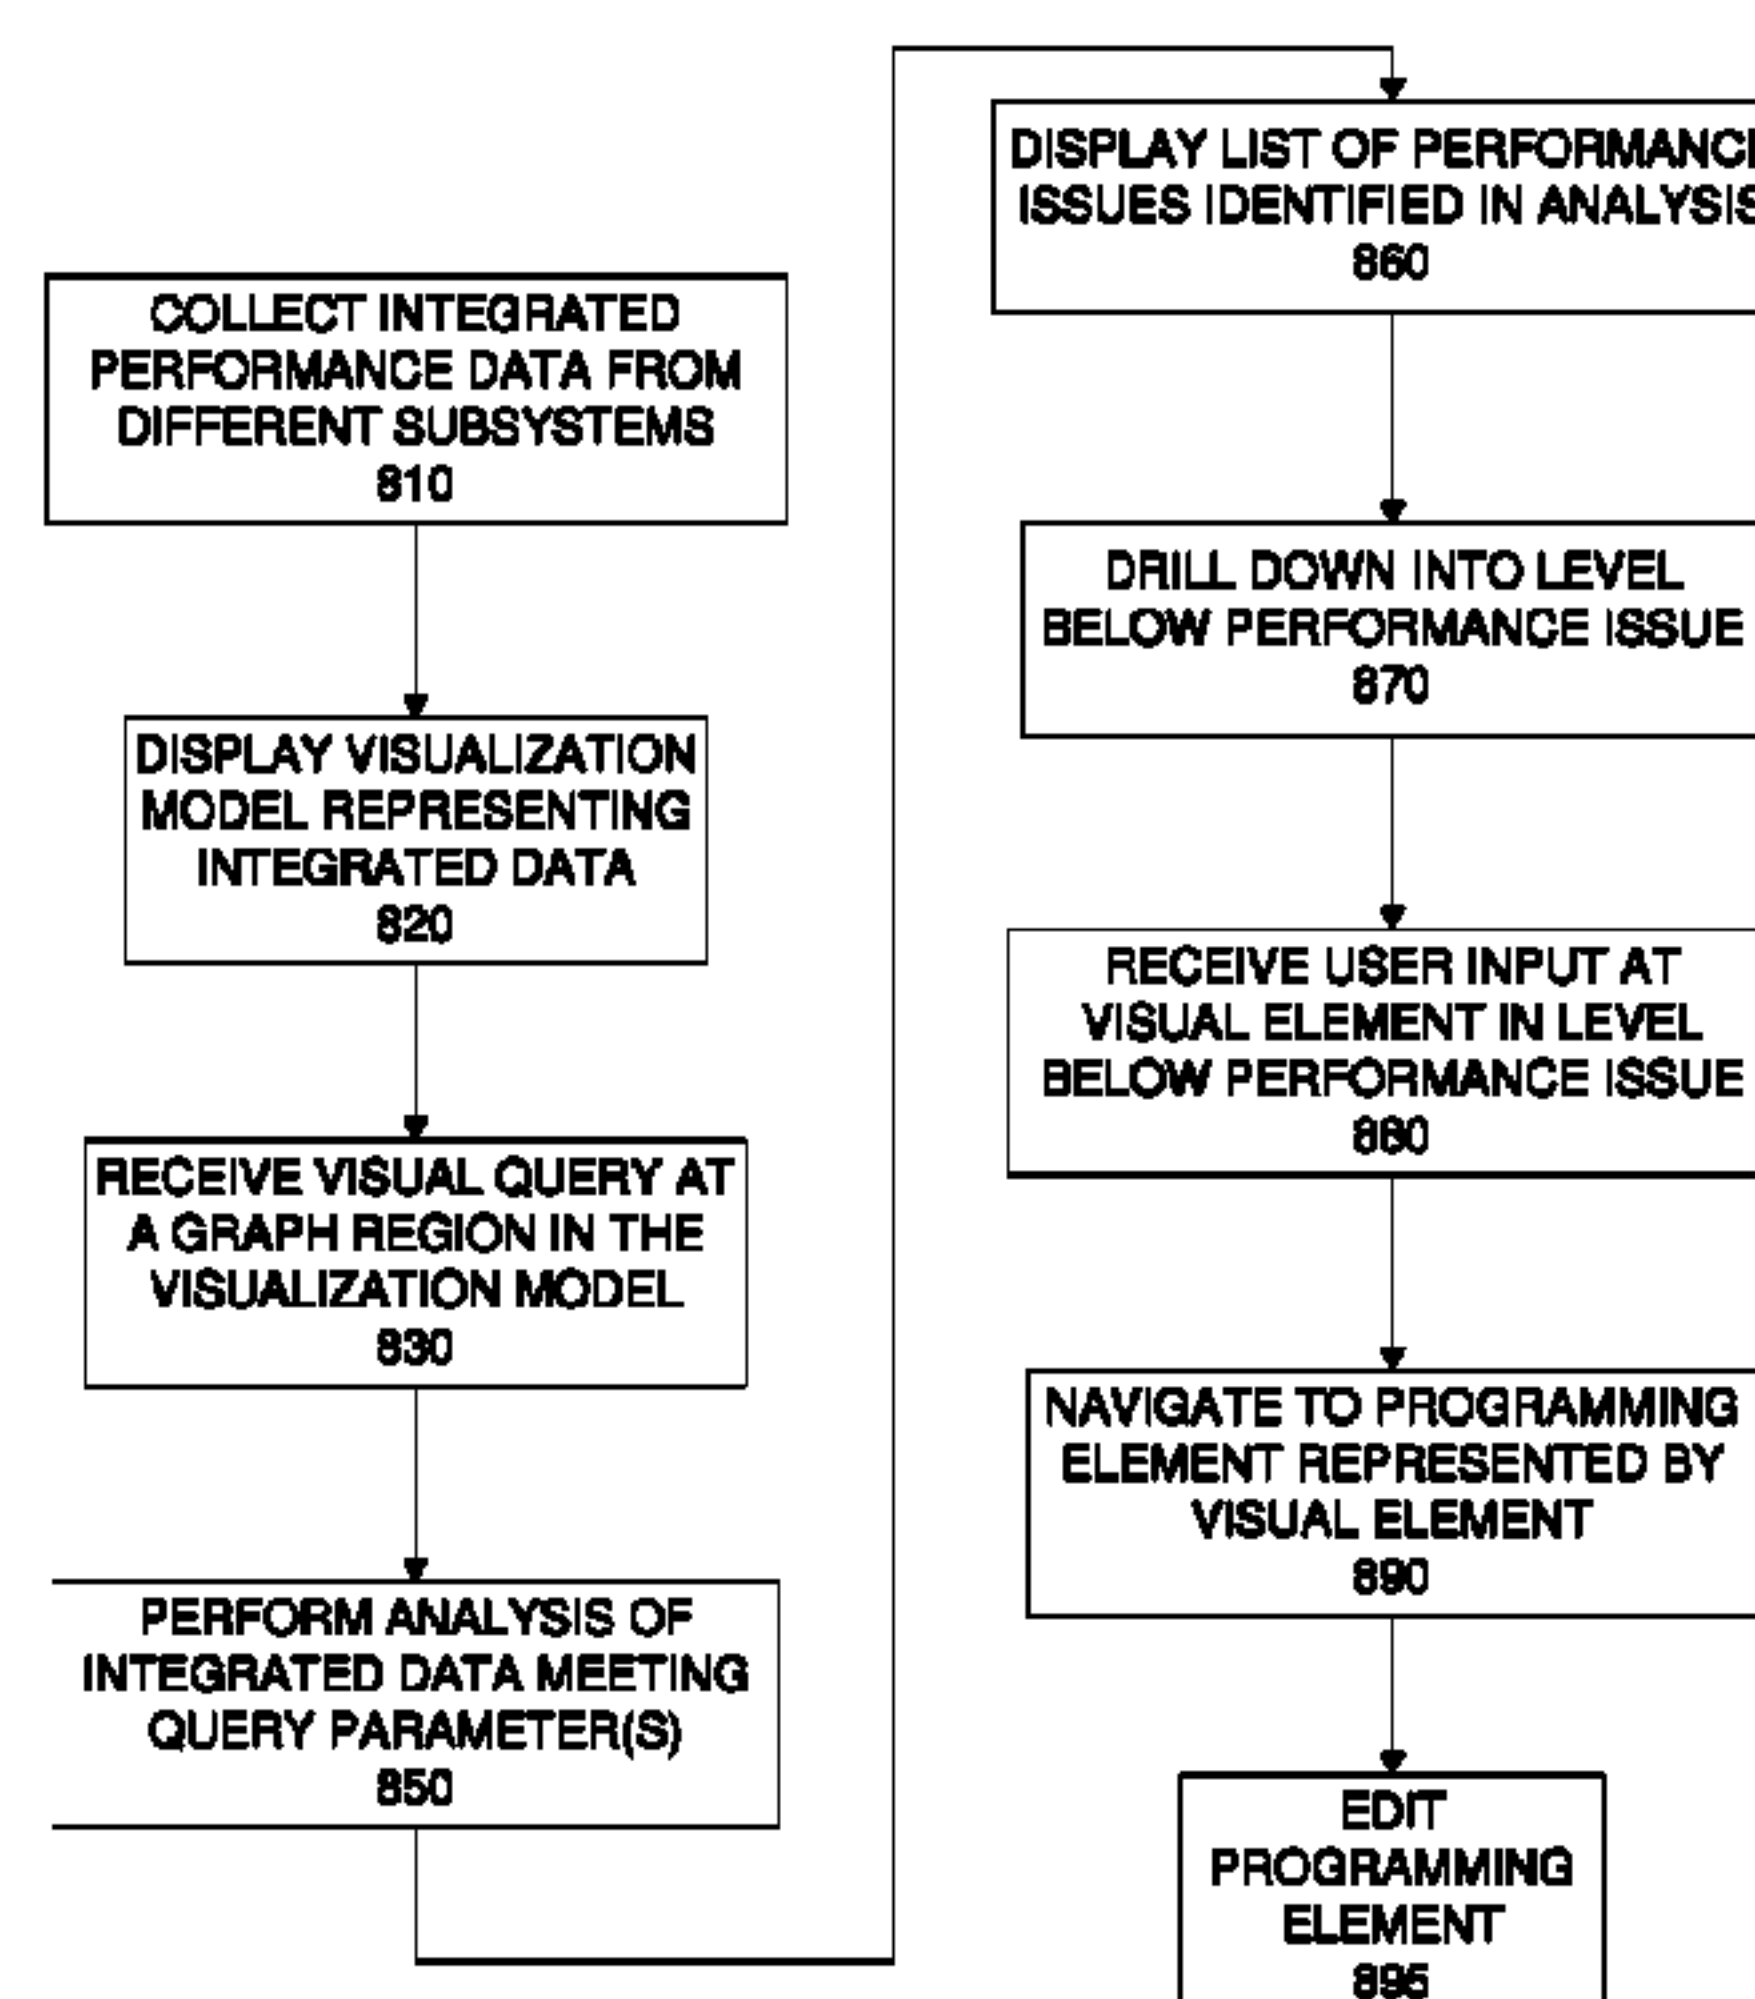 COLLECT INTEGRATED
PERFORMANCE DATA FROM
DIFFERENT SUBSYSTEMS
810
DISPLAY VISUALIZATION
MODEL REPRESENTING
INTEGRATED DATA
820
RECEIVE VISUAL QUERY AT
A GRAPH REGION IN THE
VISUALIZATION MODEL
830
PERFORM ANALYSIS OF
INTEGRATED DATA MEETING
QUERY PARAMETER(S)
850
DISPLAY LIST OF PERFORMANCE
ISSUES IDENTIFIED IN ANALYSIS
860
DRILL DOWN INTO LEVEL
BELOW PERFORMANCE ISSUE
870
RECEIVE USER INPUT AT
VISUAL ELEMENT IN LEVEL
BELOW PERFORMANCE ISSUE
880
NAVIGATE TO PROGRAMMING
ELEMENT REPRESENTED BY
VISUAL ELEMENT
890
EDIT
PROGRAMMING
ELEMENT
895